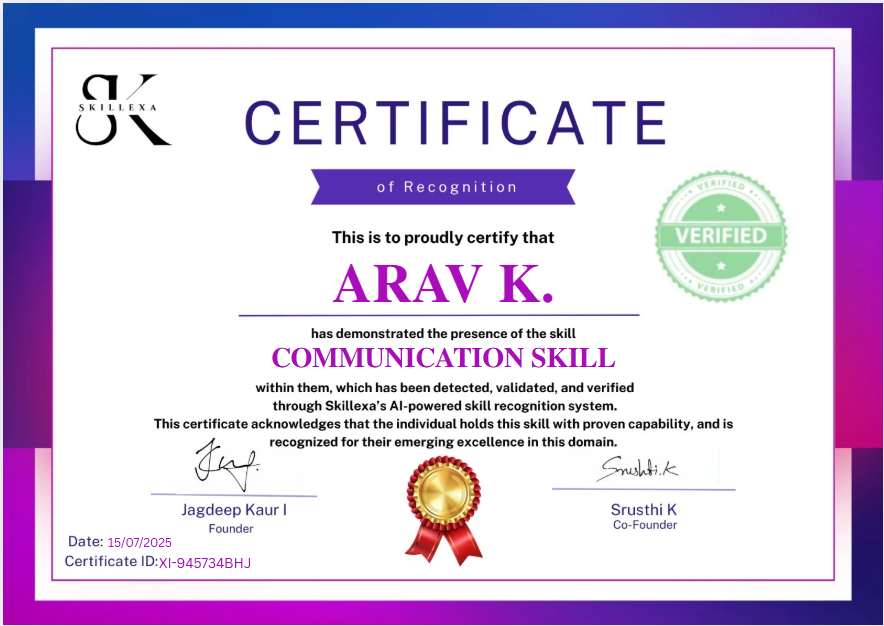 SKILLEXA
CERTIFICATE
of Recognition
VERIFIED
VERIFIED
VERIFIED
This is to proudly certify that
ARAV K.
has demonstrated the presence of the skill
COMMUNICATION SKILL
within them, which has been detected, validated, and verified
through Skillexa's AI-powered skill recognition system.
This certificate acknowledges that the individual holds this skill with proven capability, and is
recognized for their emerging excellence in this domain.
Srushti.K
Jagdeep Kaur I
Founder
Srusthi K
Co-Founder
Date: 15/07/2025
Certificate ID:XI-945734BHJ